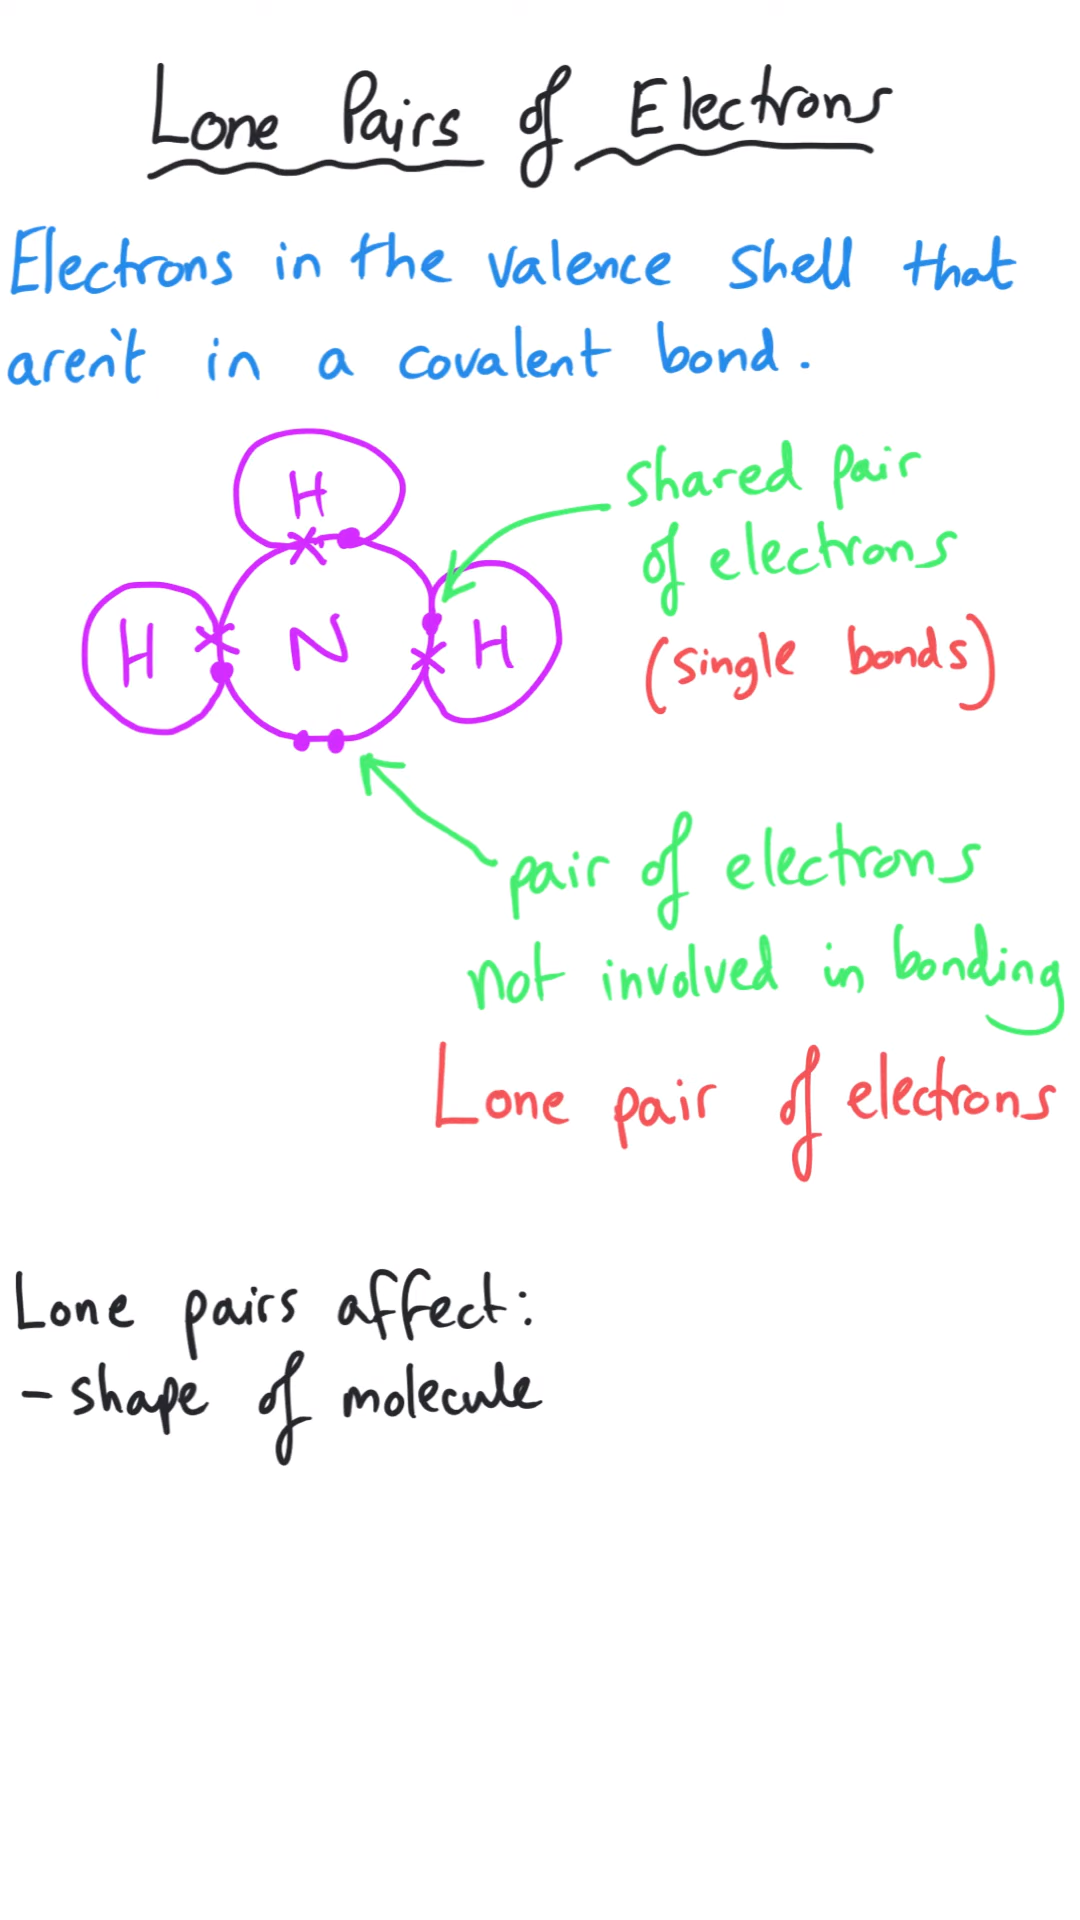 Lone Pairs of Electrons
Electrons in the valence shell that
aren't in a covalent bond.
H
H
N
H
shared pair
of electrons
(single bonds)
pair of electrons
not involved in bonding
Lone pair of electrons
Lone pairs affect:
- shape of molecule